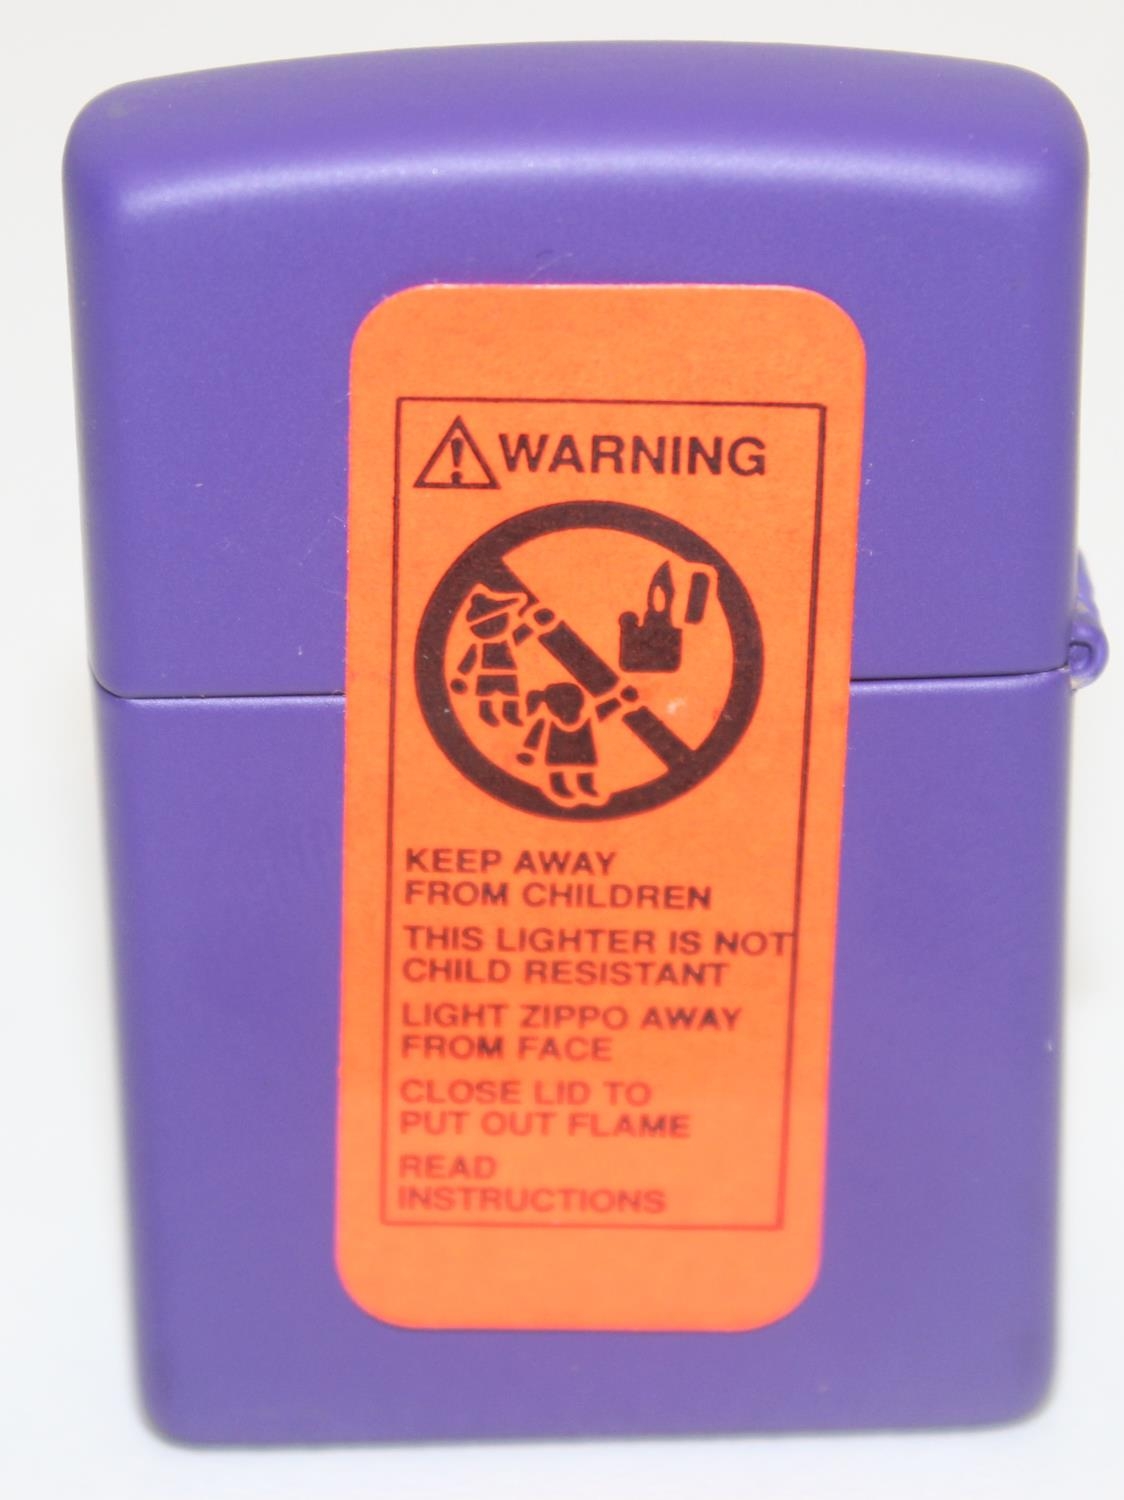 WARNING
KEEP AWAY
FROM CHILDREN
THIS LIGHTER IS NOT
CHILD RESISTANT
LIGHT ZIPPO AWAY
FROM FACE
CLOSE LID TO
PUT OUT FLAME
READ
INSTRUCTIONS